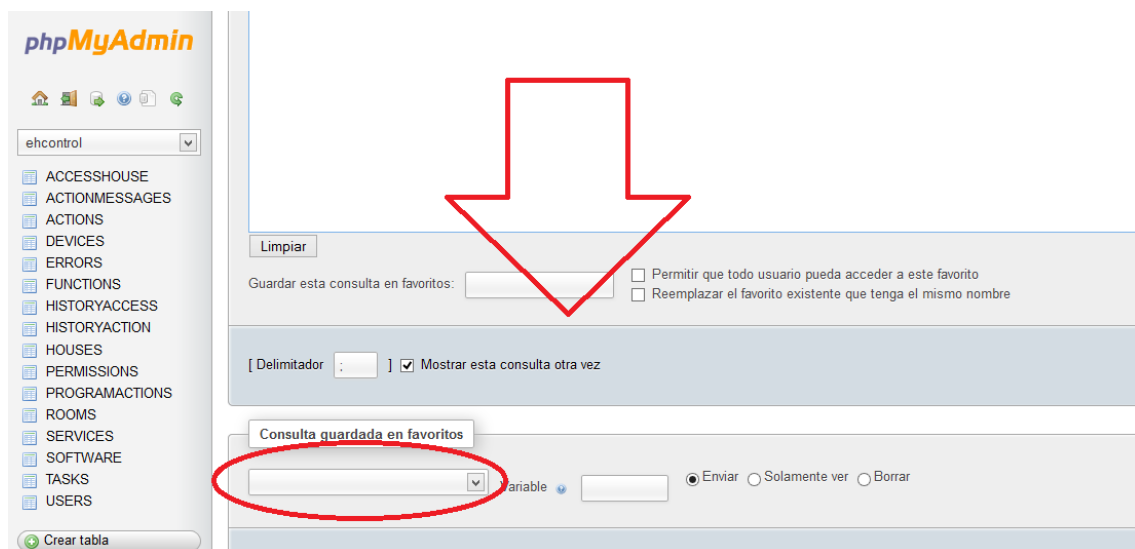 phpMyAdmin
ehcontrol
ACCESSHOUSE
ACTIONMESSAGES
ACTIONS
DEVICES
ERRORS
FUNCTIONS
HISTORYACCESS
HISTORYACTION
HOUSES
PERMISSIONS
PROGRAMACTIONS
ROOMS
SERVICES
SOFTWARE
TASKS
USERS
Crear tabla
Limpiar
Guardar esta consulta en favoritos:
Permitir que todo usuario pueda acceder a este favorito
Reemplazar el favorito existente que tenga el mismo nombre
[ Delimitador ; ] Mostrar esta consulta otra vez
Consulta guardada en favoritos
Variable Enviar Solamente ver Borrar